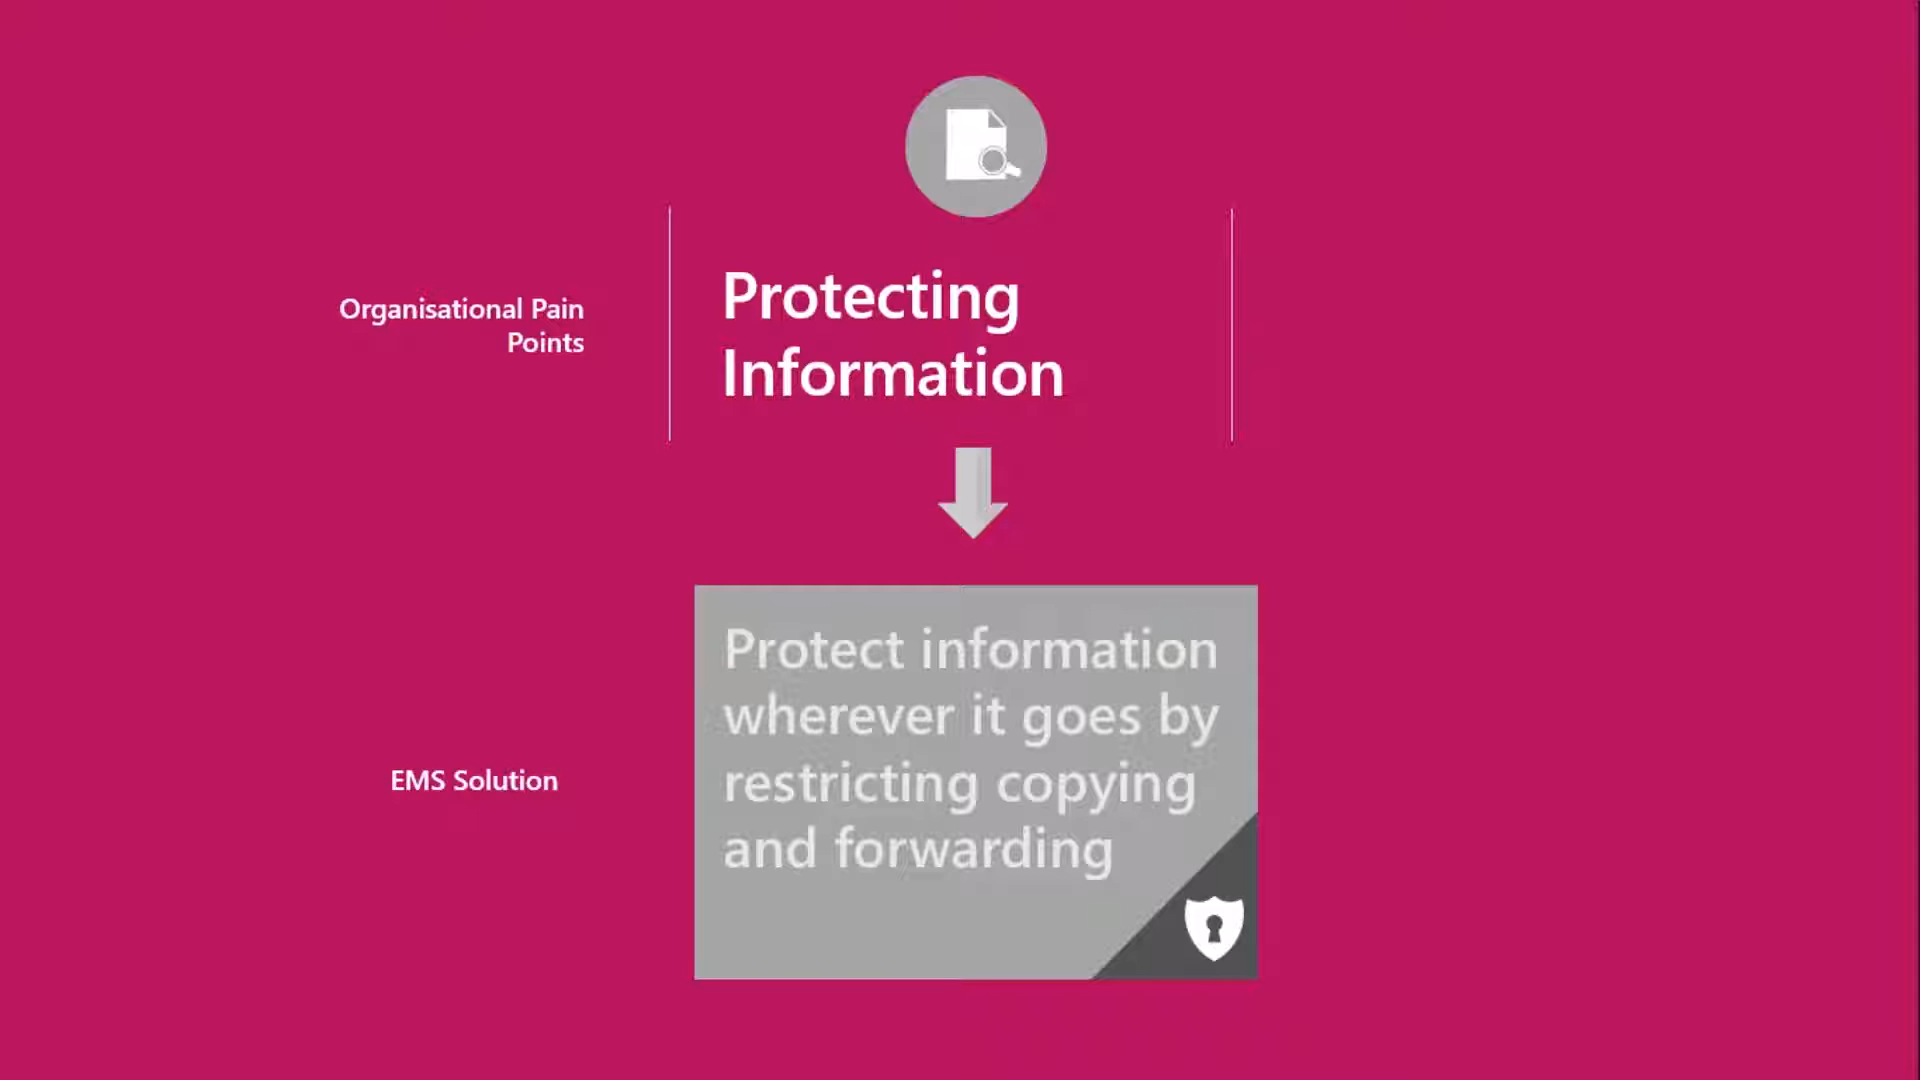 Organisational Pain
Points
Protecting
Information
EMS Solution
Protect information
wherever it goes by
restricting copying
and forwarding